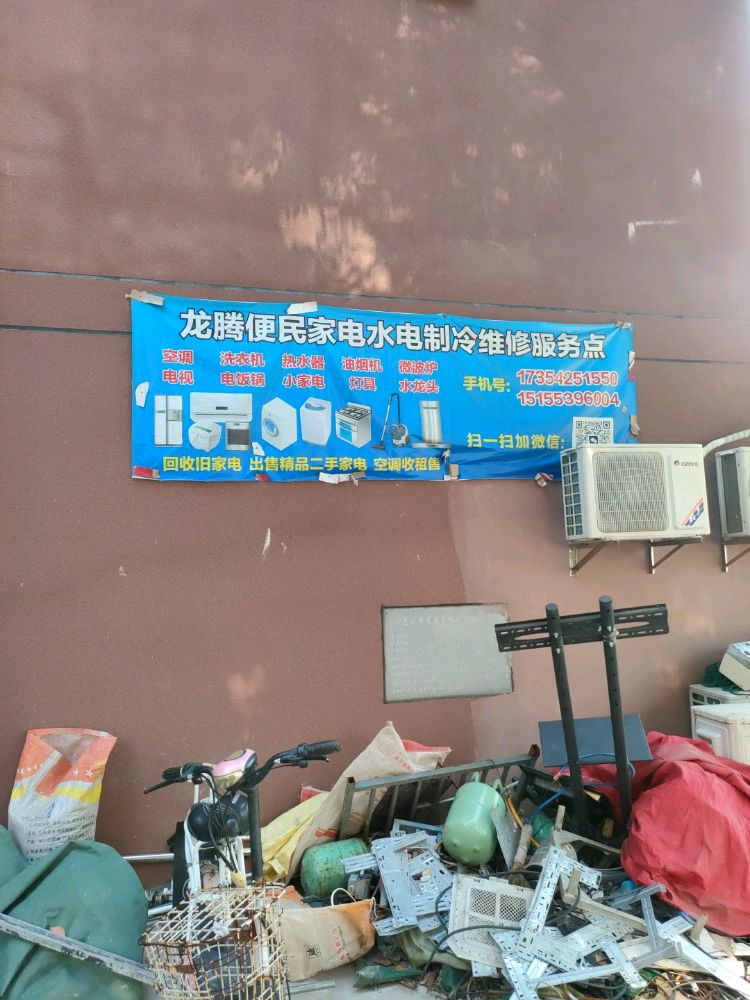 龙腾便民家电水电制冷维修服务点
空调 洗衣机 热水器 油烟机 微波炉
电视 电饭锅 小家电 灯具 水龙头
手机号: 17354251550
15155396004
扫一扫加微信:
回收旧家电 出售精品二手家电 空调收租售
GREE